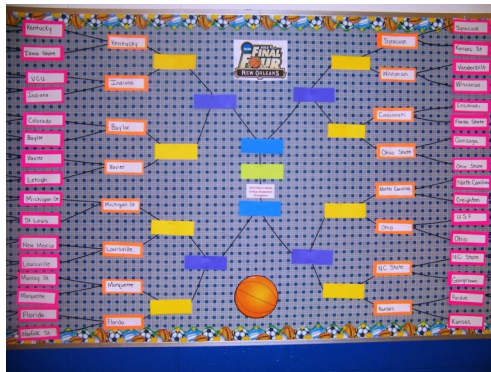 FINAL
FOUR
NEW ORLEANS
Kentucky
Iowa State
VCU
Indiana
Colorado
Baylor
Xavier
Lehigh
Michigan St
St Louis
New Mexico
Louisville
Murray St
Marquette
Florida
Norfolk St.
Kentucky
Indiana
Baylor
Xavier
Michigan St.
Louisville
Marquette
Florida
Syracuse
Wisconsin
Cincinnati
Ohio State
North Carolina
Ohio
NC State
Kansas
Syracuse
Kansas St.
Vanderbilt
Wisconsin
Cincinnati
Florida State
Gonzaga
Ohio State
North Carolina
Creighton
U.S.F.
Ohio
N.C. State
Georgetown
Purdue
Kansas